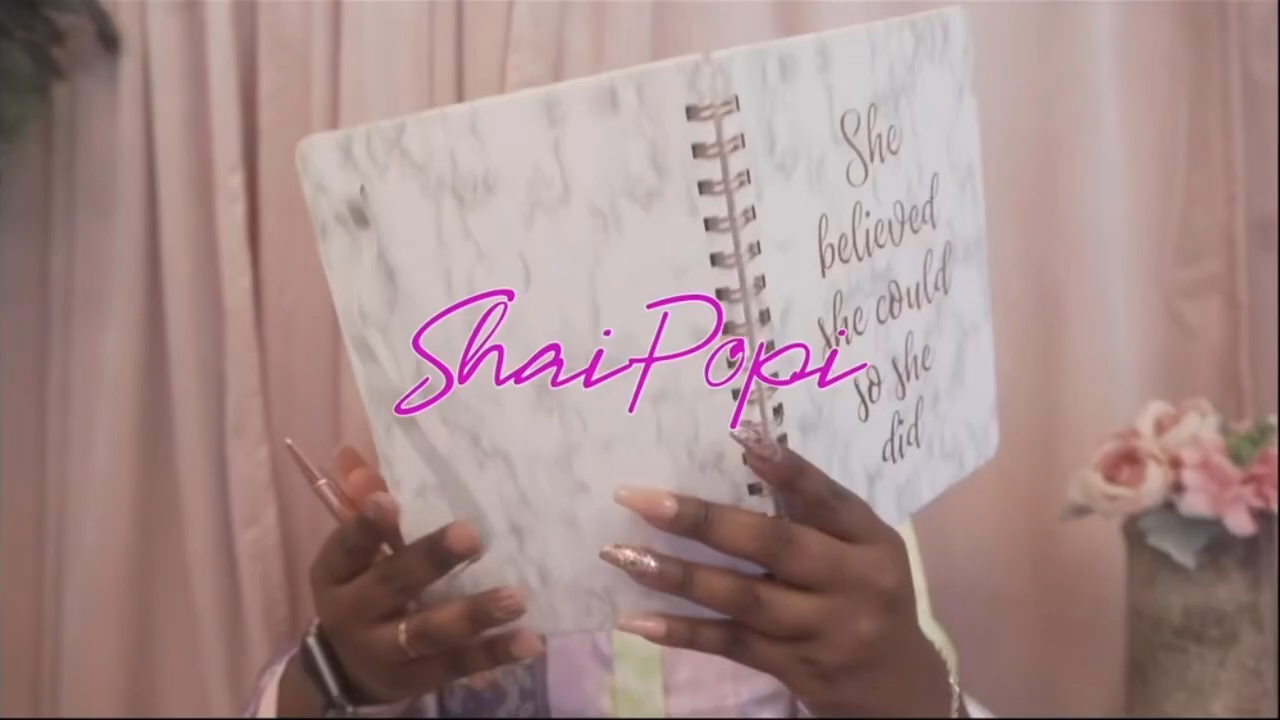 She
believed
she could
so she
did
ShaiPopi